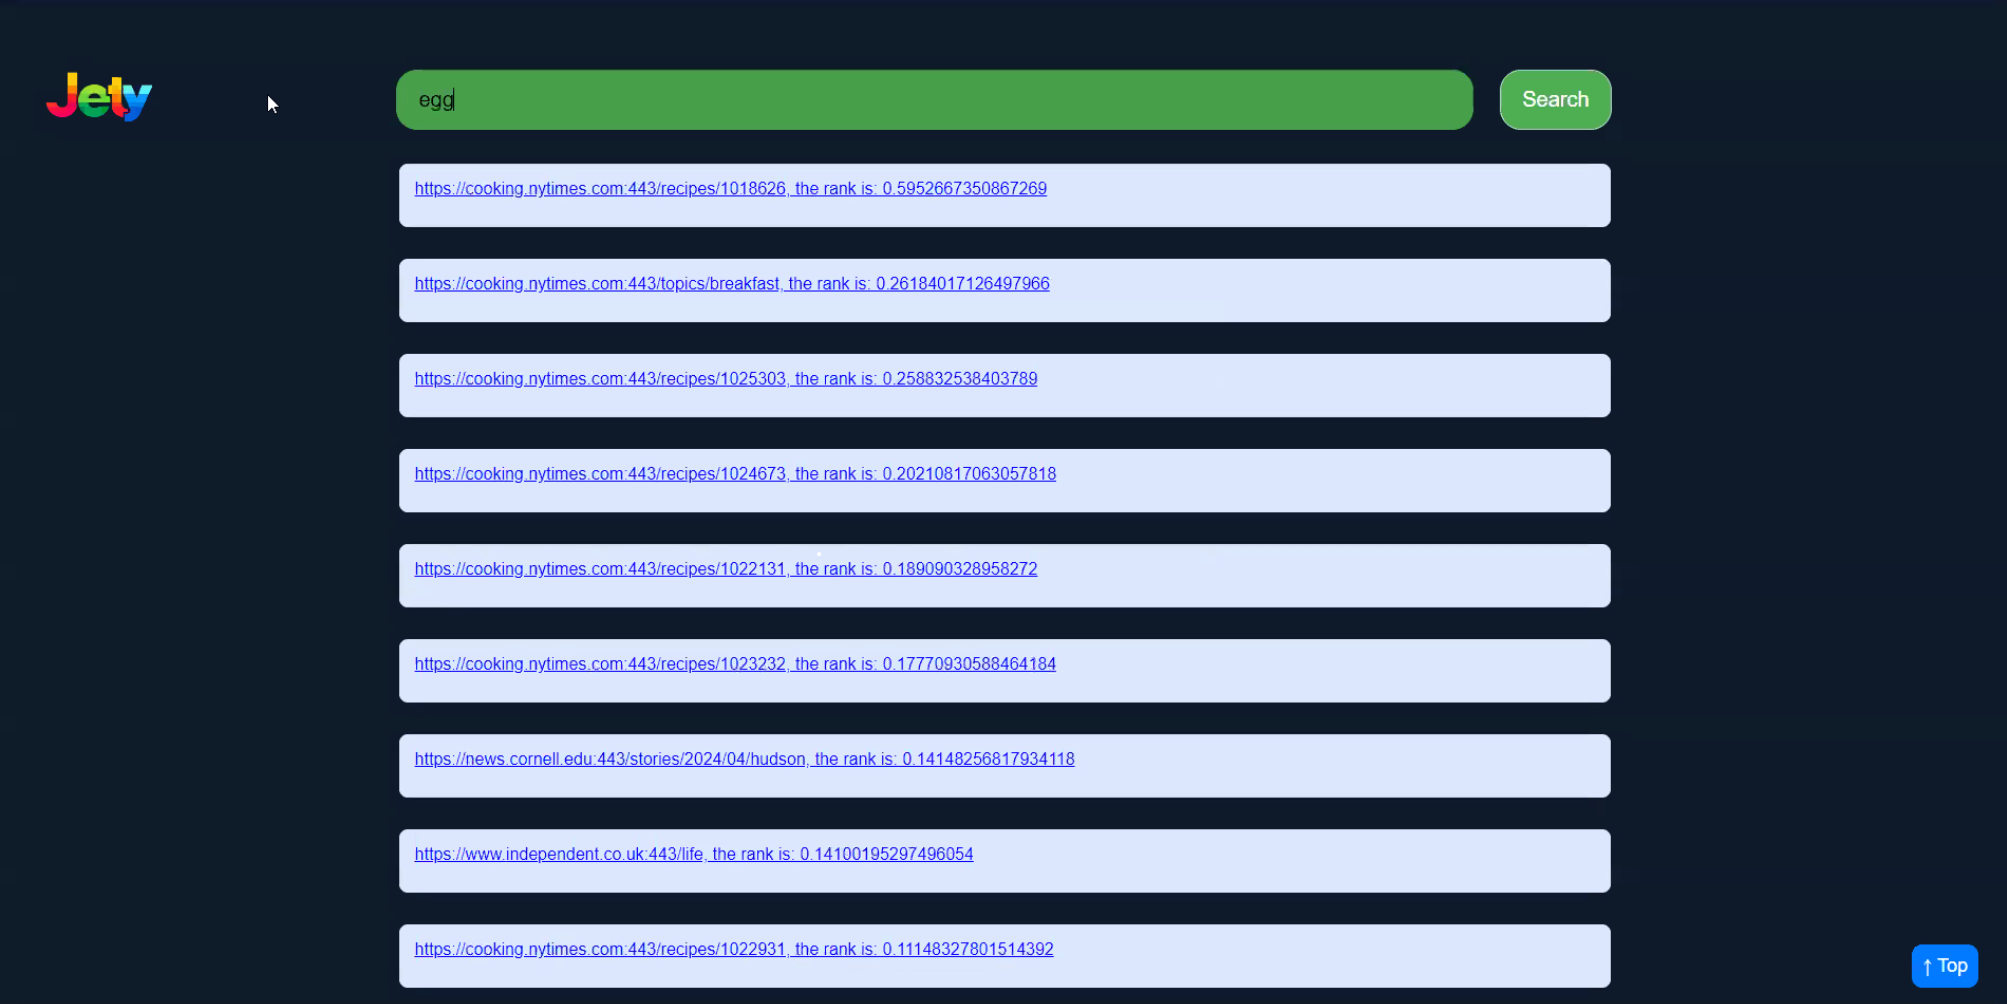 Jety
egg
Search
https://cooking.nytimes.com:443/recipes/1018626, the rank is: 0.5952667350867269
https://cooking.nytimes.com:443/topics/breakfast, the rank is: 0.26184017126497966
https://cooking.nytimes.com:443/recipes/1025303, the rank is: 0.258832538403789
https://cooking.nytimes.com:443/recipes/1024673, the rank is: 0.20210817063057818
https://cooking.nytimes.com:443/recipes/1022131, the rank is: 0.189090328958272
https://cooking.nytimes.com:443/recipes/1023232, the rank is: 0.17770930588464184
https://news.cornell.edu:443/stories/2024/04/hudson, the rank is: 0.14148256817934118
https://www.independent.co.uk:443/life, the rank is: 0.14100195297496054
https://cooking.nytimes.com:443/recipes/1022931, the rank is: 0.11148327801514392
↑ Top